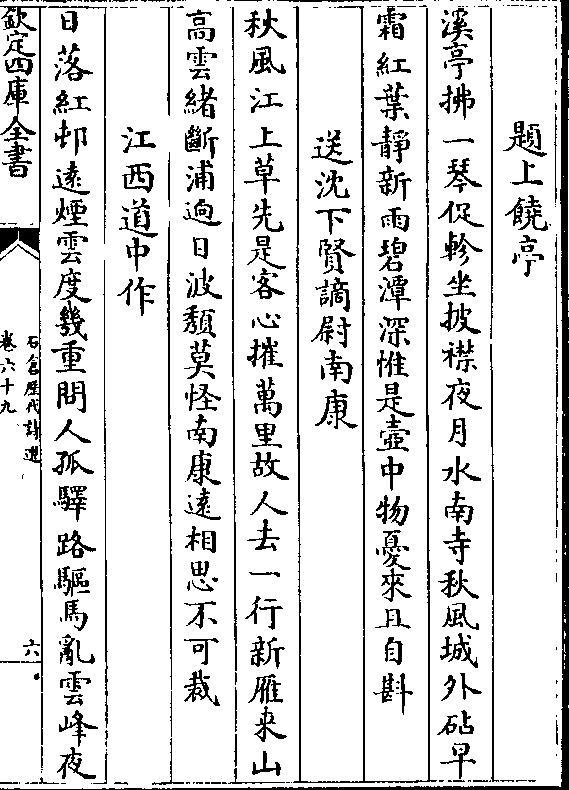 題上饒亭
溪亭拂一琴促軫坐披襟夜月水南寺秋風城外砧早
霜紅葉靜新雨碧潭深惟是壺中物憂來且自斟
送沈下賢謫尉南康
秋風江上草先是客心摧萬里故人去一行新雁来山
髙雲緒斷浦逈日波頽莫怪南康逺相思不可裁
江西道中作
日落紅邨逺煙雲度幾重問人孤驛路驅馬亂雲峰夜
欽定四庫全書
石倉歷代詩選
卷六十九
六